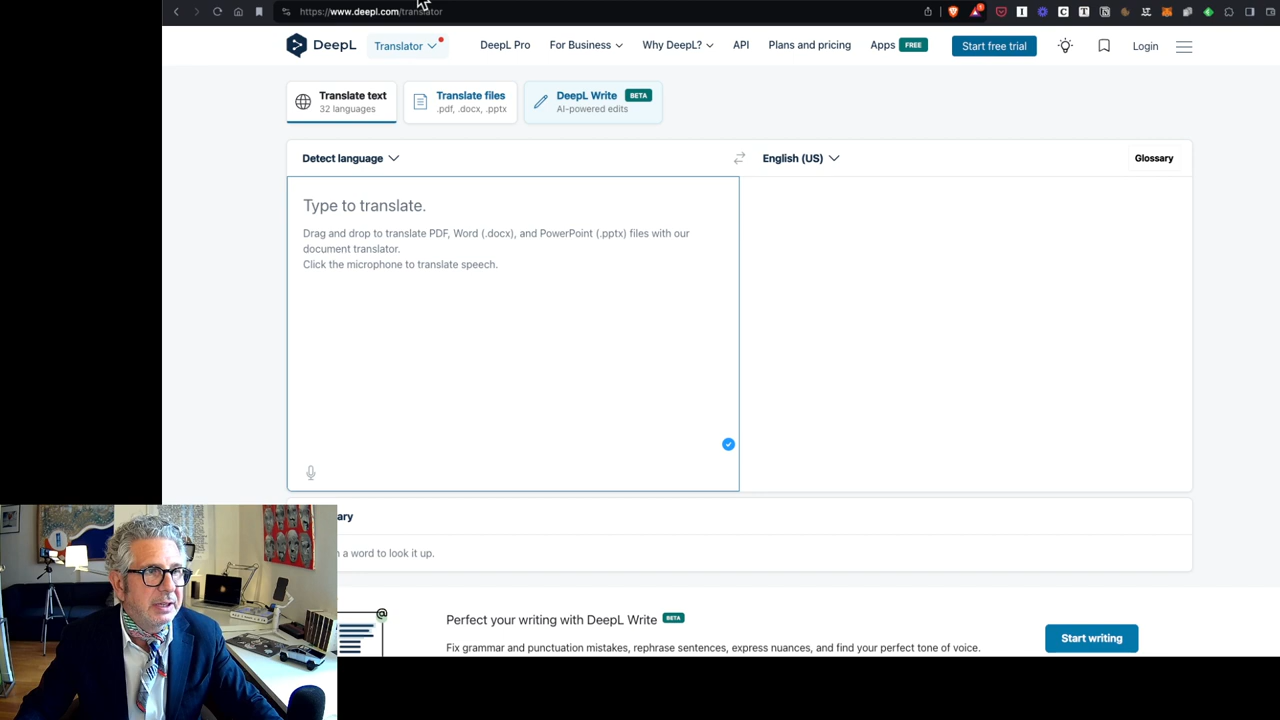 https://www.deepl.com/translator
DeepL
Translator
DeepL Pro
For Business
Why DeepL?
API
Plans and pricing
Apps FREE
Start free trial
Login
Translate text
32 languages
Translate files
.pdf, .docx, .pptx
DeepL Write BETA
AI-powered edits
Detect language
English (US)
Glossary
Type to translate.
Drag and drop to translate PDF, Word (.docx), and PowerPoint (.pptx) files with our
document translator.
Click the microphone to translate speech.
ary
n a word to look it up.
Perfect your writing with DeepL Write BETA
Fix grammar and punctuation mistakes, rephrase sentences, express nuances, and find your perfect tone of voice.
Start writing